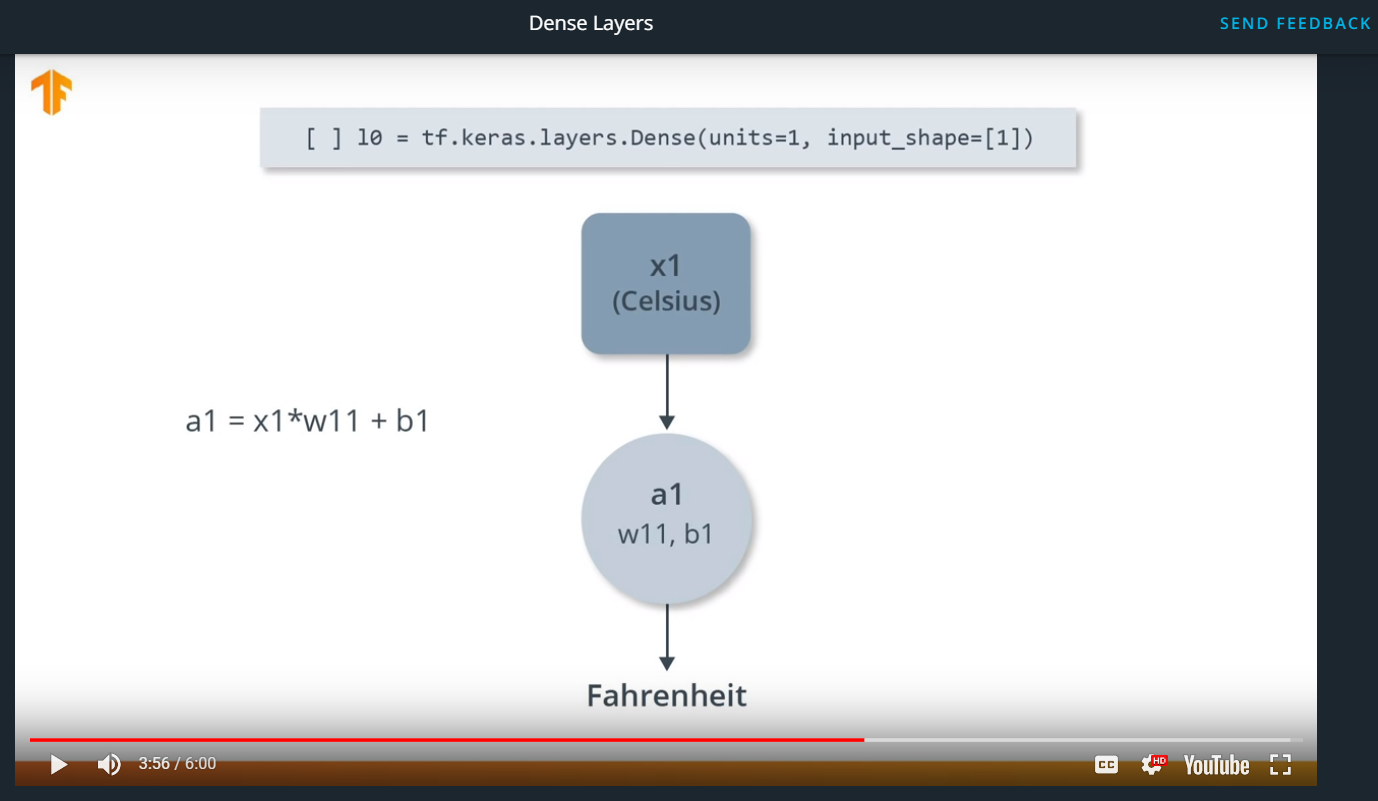 Dense Layers
SEND FEEDBACK
[ ] l0 = tf.keras.layers.Dense(units=1, input_shape=[1])
x1
(Celsius)
a1 = x1*w11 + b1
a1
w11, b1
Fahrenheit
3:56 / 6:00
CC
HD
YouTube